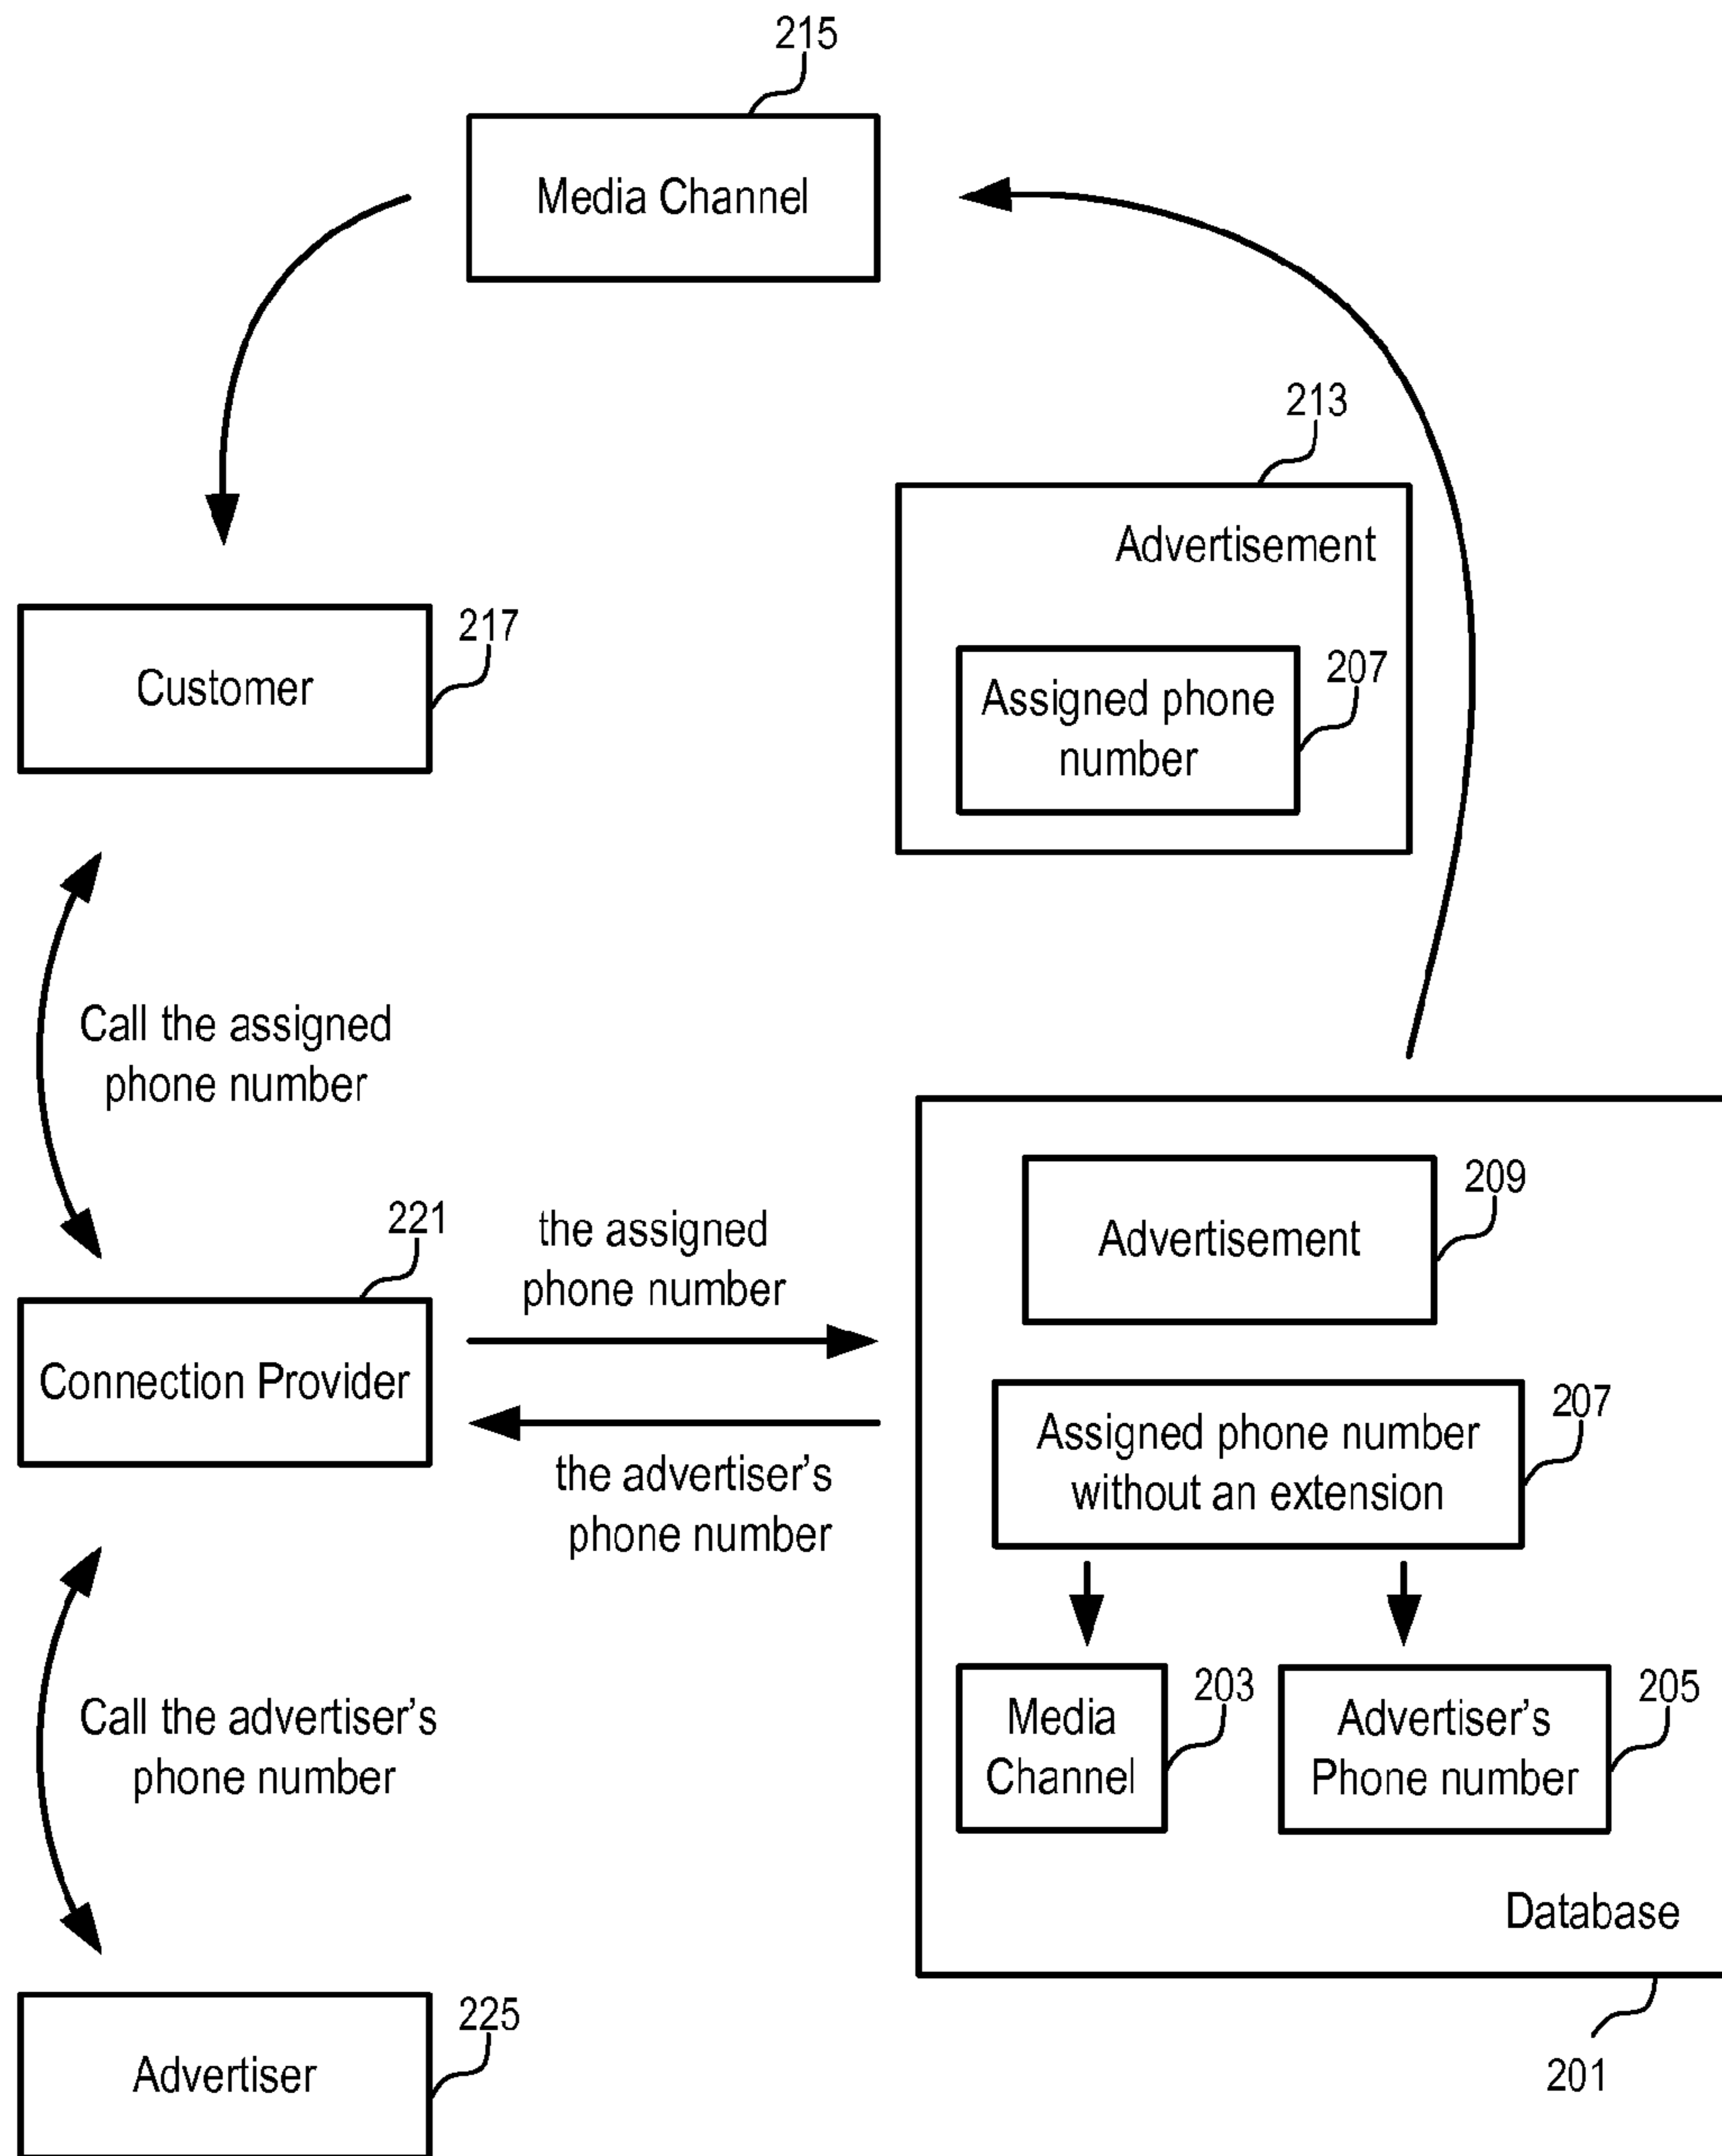 215
Media Channel
213
Advertisement
217
Customer
207
Assigned phone
number
Call the assigned
phone number
221
the assigned
phone number
209
Advertisement
Connection Provider
207
Assigned phone number
without an extension
the advertiser's
phone number
203
Media
Channel
205
Advertiser's
Phone number
Call the advertiser's
phone number
Database
225
Advertiser
201